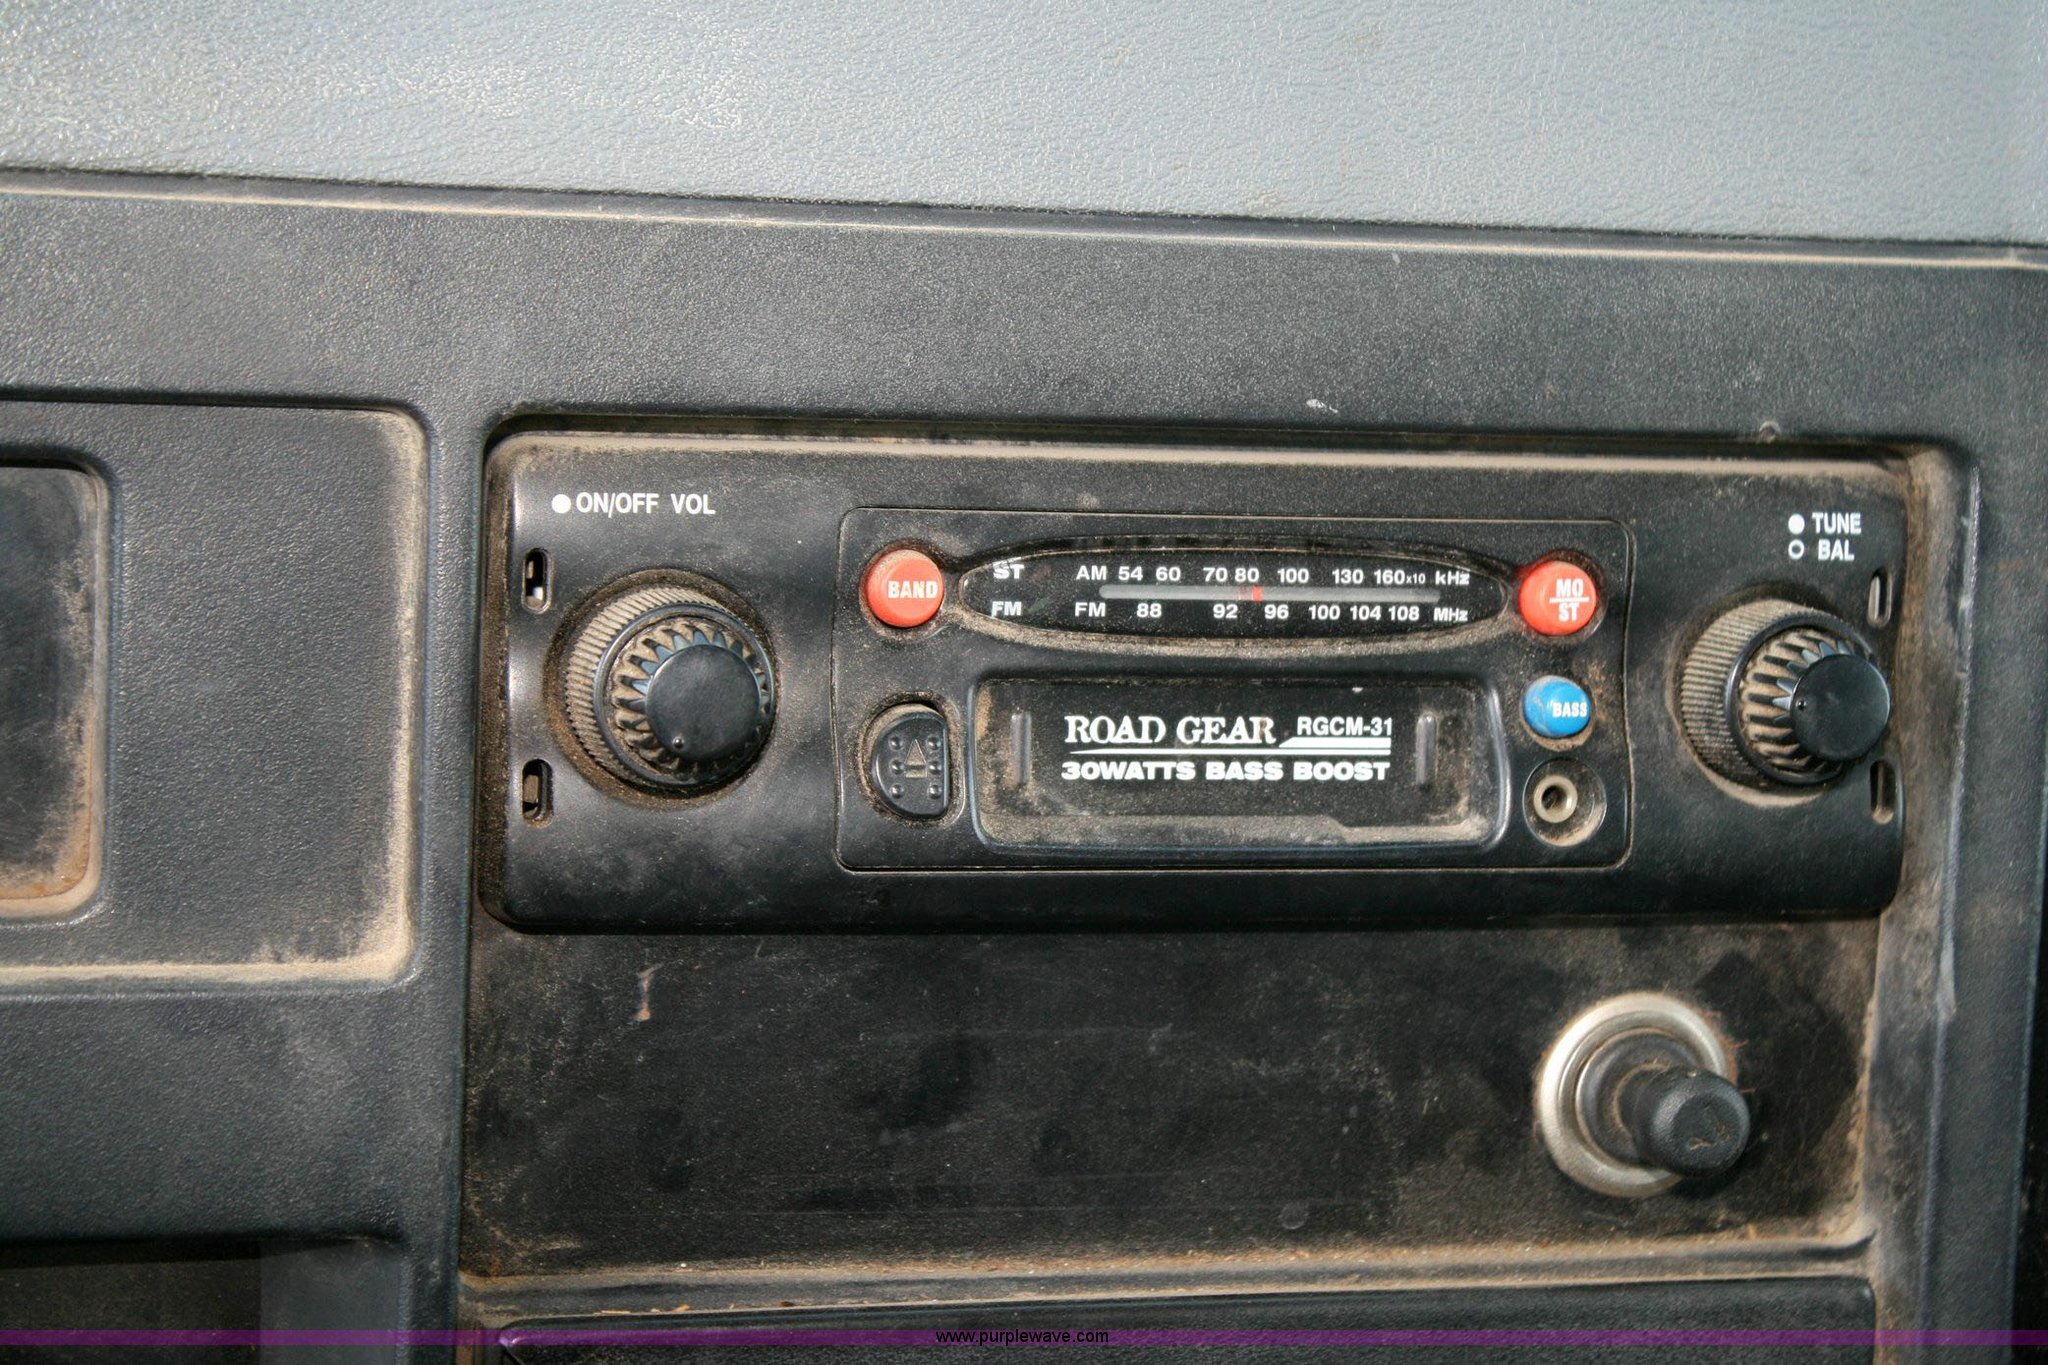 ON/OFF VOL
TUNE
BAL
BAND
ST AM 54 60 70 80 100 130 160x10 kHz
FM FM 88 92 96 100 104 108 MHz
MO
ST
ROAD GEAR RGCM-31
30WATTS BASS BOOST
BASS
www.purplewave.com